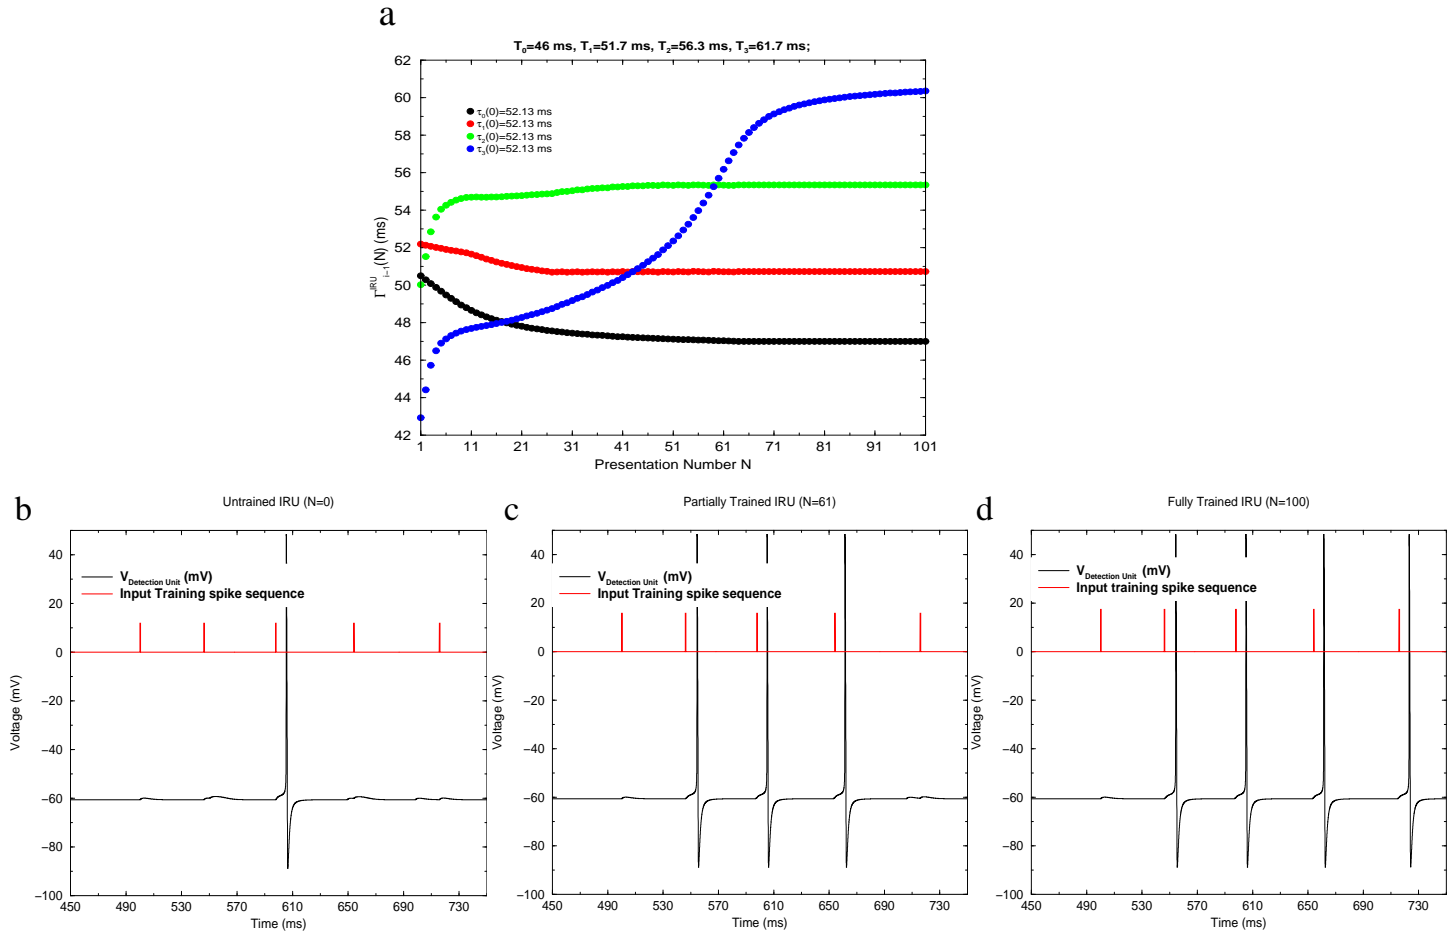 a
T₀=46 ms, T₁=51.7 ms, T₂=56.3 ms, T₃=61.7 ms;
62
60
58
56
54
52
50
48
46
44
42
τ₀(0)=52.13 ms
τ₁(0)=52.13 ms
τ₂(0)=52.13 ms
τ₃(0)=52.13 ms
Γ^IRU_i−1(N) (ms)
1 11 21 31 41 51 61 71 81 91 101
Presentation Number N
b
Untrained IRU (N=0)
40
20
0
−20
−40
−60
−80
−100
V_Detection Unit (mV)
Input Training spike sequence
Voltage (mV)
450 490 530 570 610 650 690 730
Time (ms)
c
Partially Trained IRU (N=61)
40
20
0
−20
−40
−60
−80
−100
V_Detection Unit (mV)
Input Training spike sequence
Voltage (mV)
450 490 530 570 610 650 690 730
Time (ms)
d
Fully Trained IRU (N=100)
40
20
0
−20
−40
−60
−80
−100
V_Detection Unit (mV)
Input training spike sequence
Voltage (mV)
450 490 530 570 610 650 690 730
Time (ms)